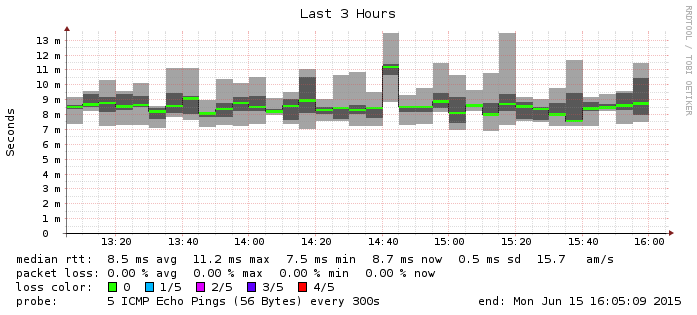 Last 3 Hours
RRDTOOL / TOBI OETIKER
Seconds
13 m
12 m
11 m
10 m
9 m
8 m
7 m
6 m
5 m
4 m
3 m
2 m
1 m
0
13:20 13:40 14:00 14:20 14:40 15:00 15:20 15:40 16:00
median rtt: 8.5 ms avg 11.2 ms max 7.5 ms min 8.7 ms now 0.5 ms sd 15.7 am/s
packet loss: 0.00 % avg 0.00 % max 0.00 % min 0.00 % now
loss color: 0 1/5 2/5 3/5 4/5
probe: 5 ICMP Echo Pings (56 Bytes) every 300s end: Mon Jun 15 16:05:09 2015